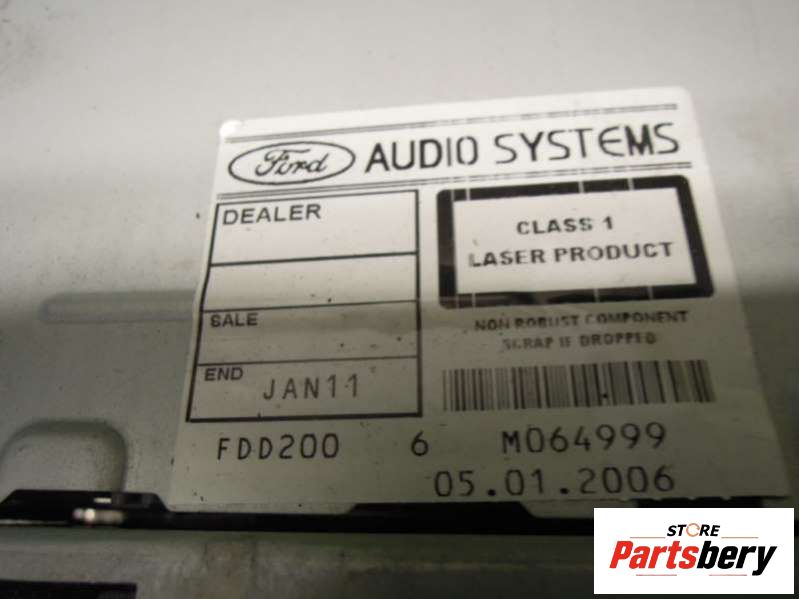 Ford AUDIO SYSTEMS
DEALER
SALE
END JAN11
CLASS 1
LASER PRODUCT
NON ROBUST COMPONENT
SCRAP IF DROPPED
FDD200 6 M064999
05.01.2006
STORE
Partsbery